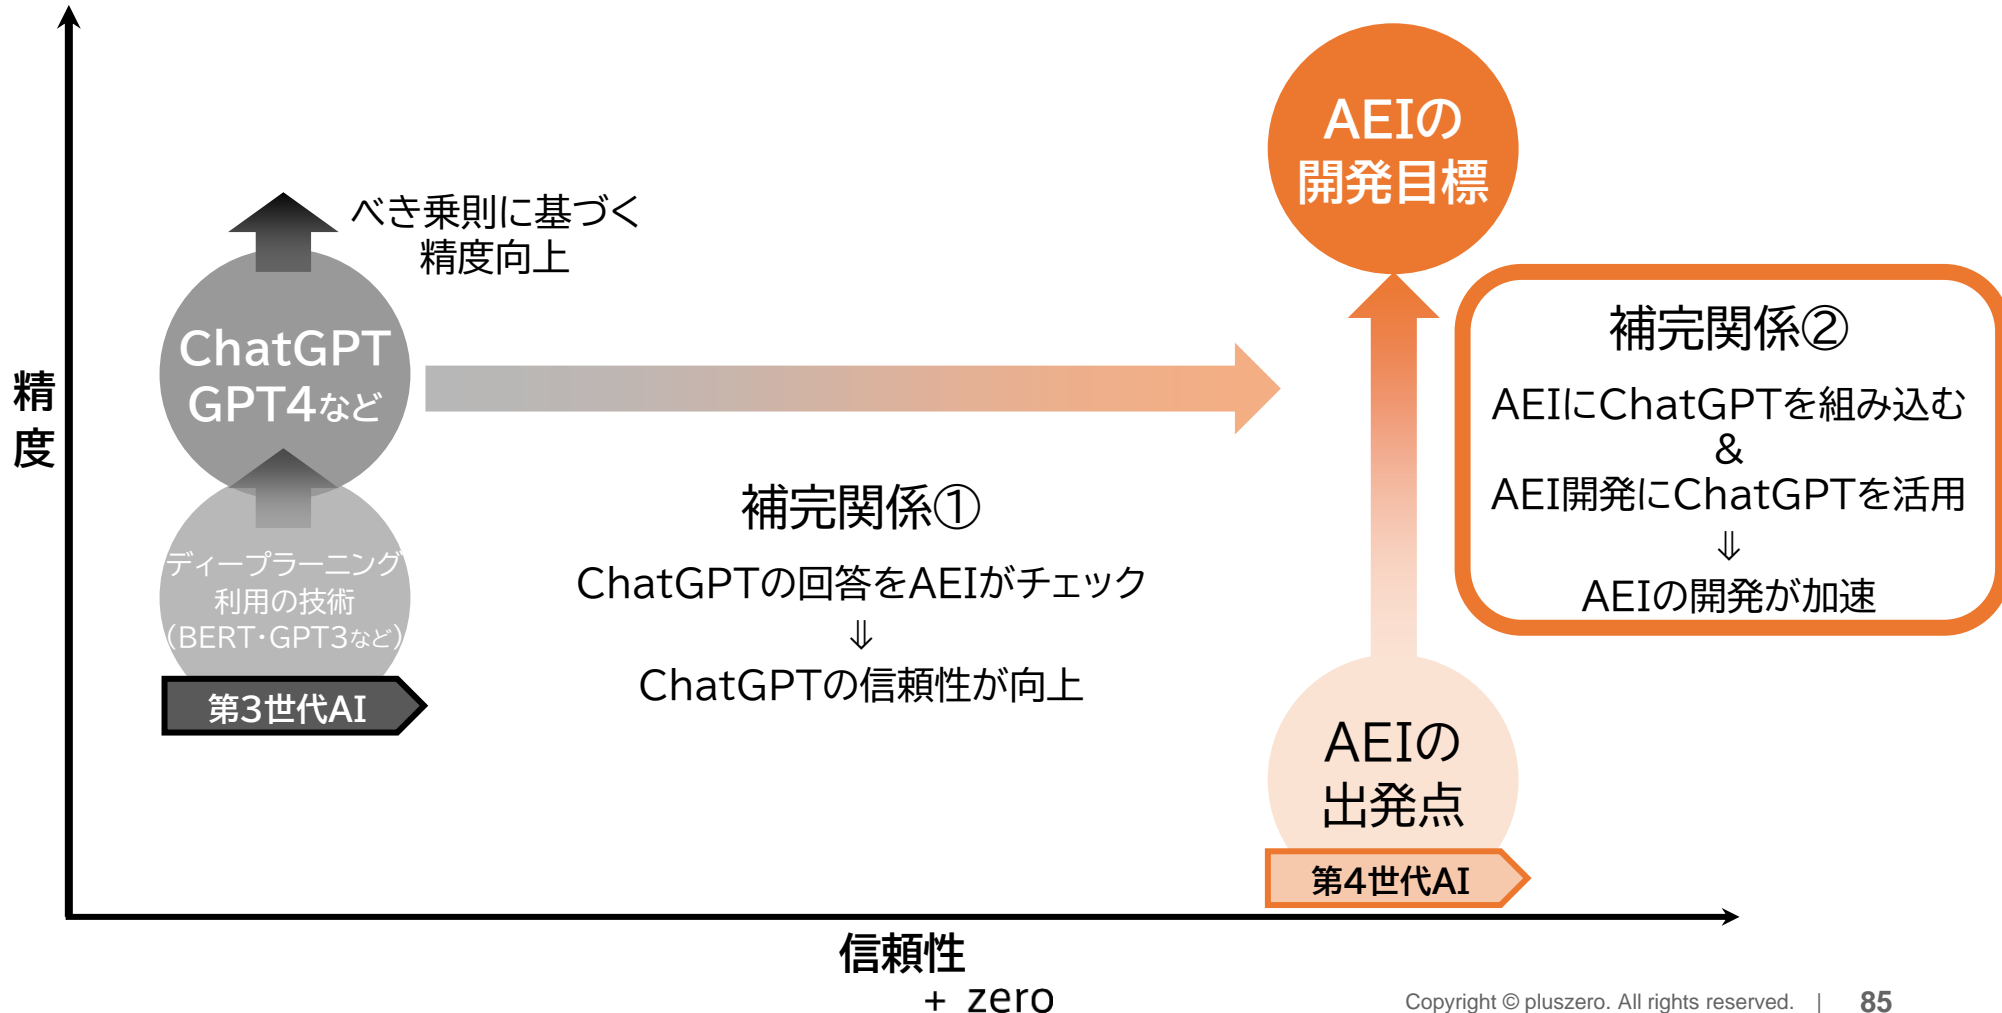 精
度
べき乗則に基づく
精度向上
ChatGPT
GPT4など
ディープラーニング
利用の技術
(BERT・GPT3など)
第3世代AI
補完関係①
ChatGPTの回答をAEIがチェック
⇓
ChatGPTの信頼性が向上
AEIの
開発目標
補完関係②
AEIにChatGPTを組み込む
&
AEI開発にChatGPTを活用
⇓
AEIの開発が加速
AEIの
出発点
第4世代AI
信頼性
+ zero
Copyright © pluszero. All rights reserved. | 85